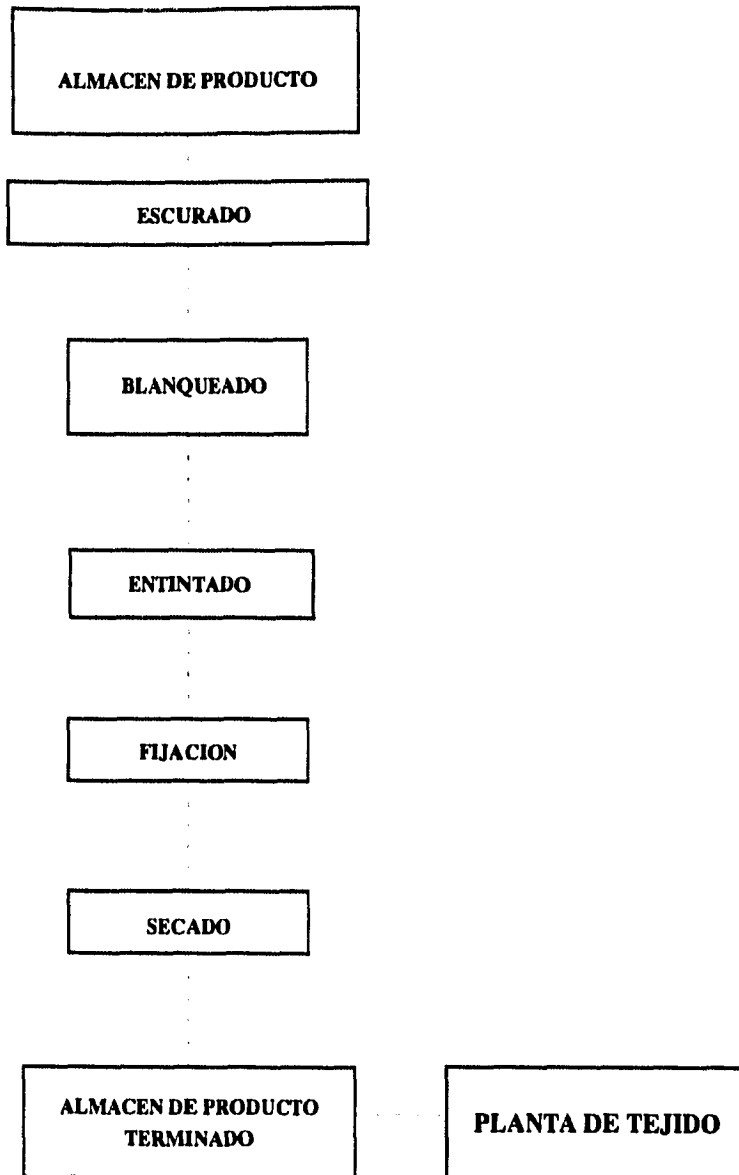 ALMACEN DE PRODUCTO
ESCURADO
BLANQUEADO
ENTINTADO
FIJACION
SECADO
ALMACEN DE PRODUCTO
TERMINADO
PLANTA DE TEJIDO